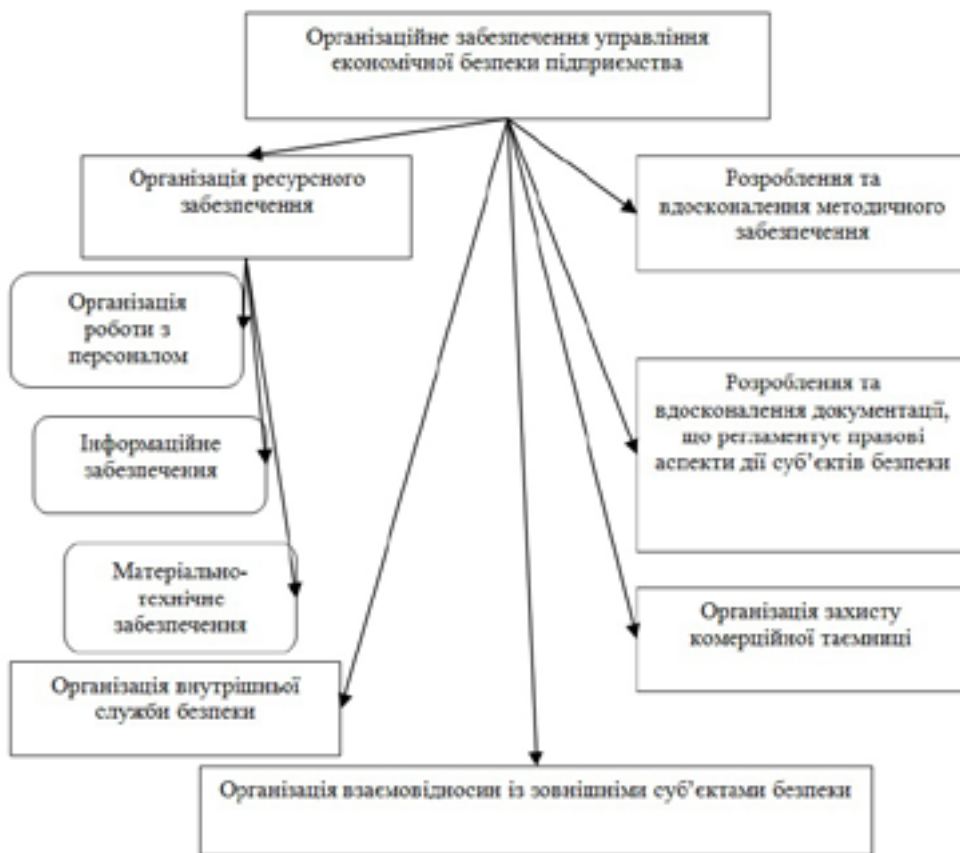 Організаційне забезпечення управління
економічної безпеки підприємства
Організація ресурсного
забезпечення
Розроблення та
вдосконалення методичного
забезпечення
Організація
роботи з
персоналом
Розроблення та
вдосконалення документації,
що регламентує правові
аспекти дії суб’єктів безпеки
Інформаційне
забезпечення
Матеріально-
технічне
забезпечення
Організація захисту
комерційної таємниці
Організація внутрішньої
служби безпеки
Організація взаємовідносин із зовнішніми суб’єктами безпеки